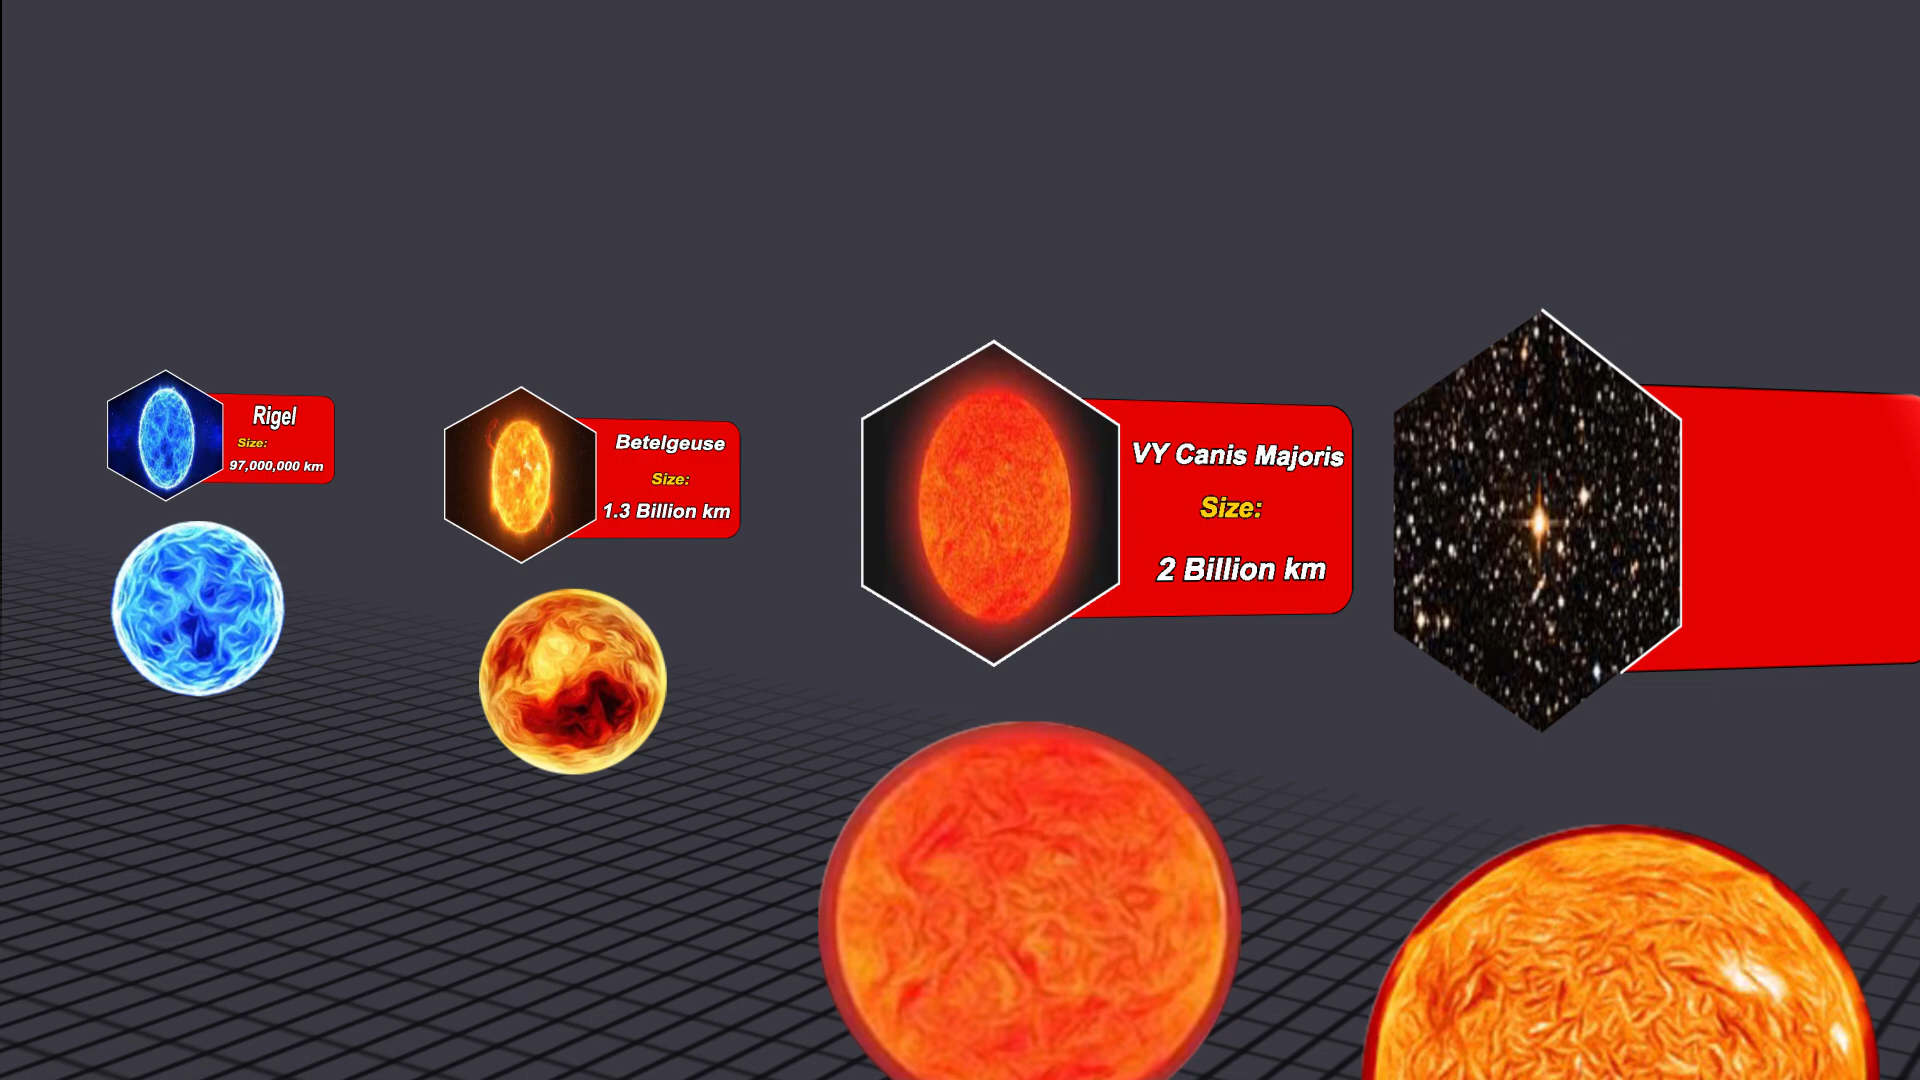 Rigel
Size:
97,000,000 km
Betelgeuse
Size:
1.3 Billion km
VY Canis Majoris
Size:
2 Billion km